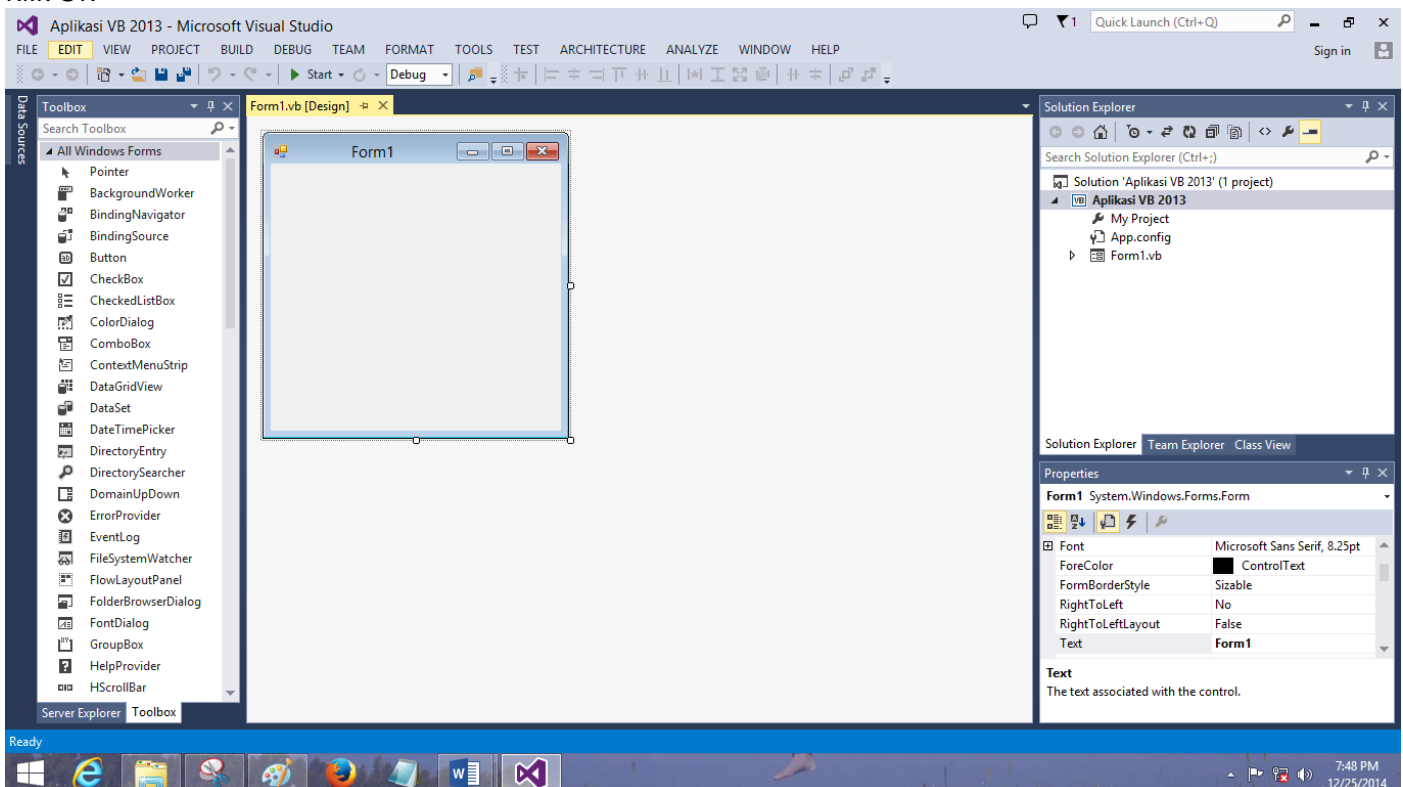 Aplikasi VB 2013 - Microsoft Visual Studio
1
Quick Launch (Ctrl+Q)
FILE EDIT VIEW PROJECT BUILD DEBUG TEAM FORMAT TOOLS TEST ARCHITECTURE ANALYZE WINDOW HELP
Sign in
Start
Debug
Data Sources
Toolbox
Search Toolbox
All Windows Forms
Pointer
BackgroundWorker
BindingNavigator
BindingSource
Button
CheckBox
CheckedListBox
ColorDialog
ComboBox
ContextMenuStrip
DataGridView
DataSet
DateTimePicker
DirectoryEntry
DirectorySearcher
DomainUpDown
ErrorProvider
EventLog
FileSystemWatcher
FlowLayoutPanel
FolderBrowserDialog
FontDialog
GroupBox
HelpProvider
HScrollBar
Server Explorer Toolbox
Form1.vb [Design]
Form1
Solution Explorer
Search Solution Explorer (Ctrl+;)
Solution 'Aplikasi VB 2013' (1 project)
VB Aplikasi VB 2013
My Project
App.config
Form1.vb
Solution Explorer Team Explorer Class View
Properties
Form1 System.Windows.Forms.Form
Font Microsoft Sans Serif, 8.25pt
ForeColor ControlText
FormBorderStyle Sizable
RightToLeft No
RightToLeftLayout False
Text Form1
Text
The text associated with the control.
Ready
7:48 PM
12/25/2014